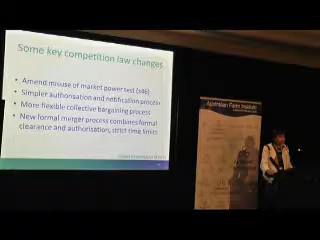 Some key competition law changes
• Amend misuse of market power test (s46)
• Simpler authorisation and notification process
• More flexible collective bargaining process
• New formal merger process combines formal
clearance and authorisation, strict time limits
Australian Farm Institute